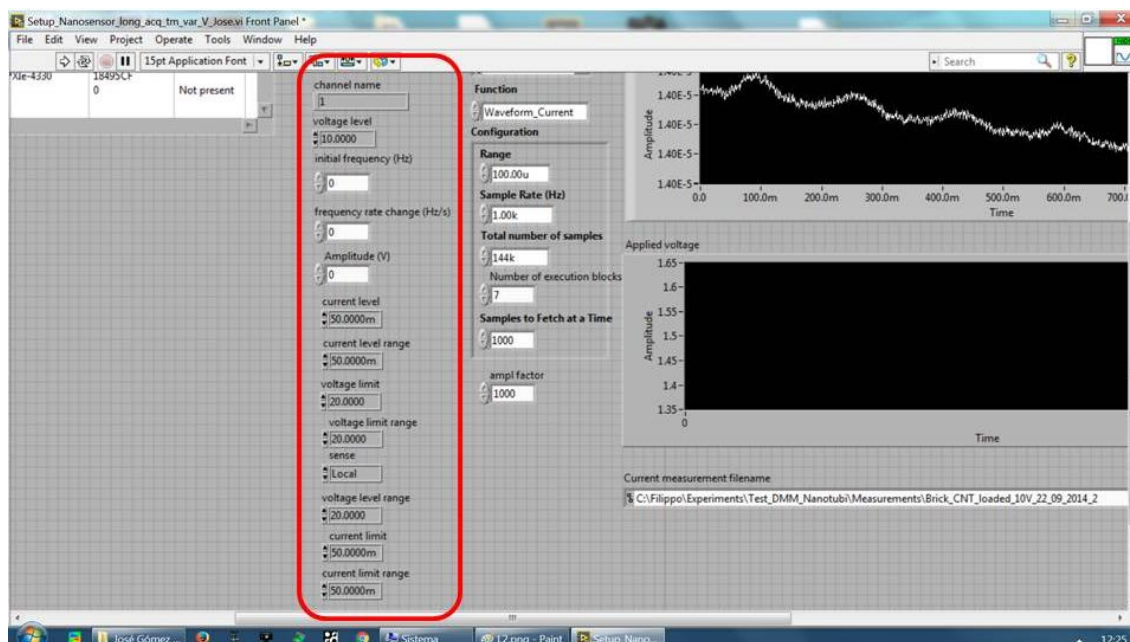 Setup_Nanosensor_long_acq_tm_var_V_Jose.vi Front Panel *
File Edit View Project Operate Tools Window Help
15pt Application Font
Search
18495CF
0 Not present
channel name
1
voltage level
10.0000
initial frequency (Hz)
0
frequency rate change (Hz/s)
0
Amplitude (V)
0
current level
50.0000m
current level range
50.0000m
voltage limit
20.0000
voltage limit range
20.0000
sense
Local
voltage level range
20.0000
current limit
50.0000m
current limit range
50.0000m
Function
Waveform_Current
Configuration
Range
100.00u
Sample Rate (Hz)
1.00k
Total number of samples
144k
Number of execution blocks
7
Samples to Fetch at a Time
1000
ampl factor
1000
Amplitude
1.40E-5
1.40E-5
1.40E-5
1.40E-5
0.0 100.0m 200.0m 300.0m 400.0m 500.0m 600.0m
Time
Applied voltage
Amplitude
1.65
1.6
1.55
1.5
1.45
1.4
1.35
0
Time
Current measurement filename
C:\Filippo\Experiments\Test_DMM_Nanotubi\Measurements\Brick_CNT_loaded_10V_22_09_2014_2
José Gómez ... Sistema 12.png - Paint Setup_Nano... 12:25